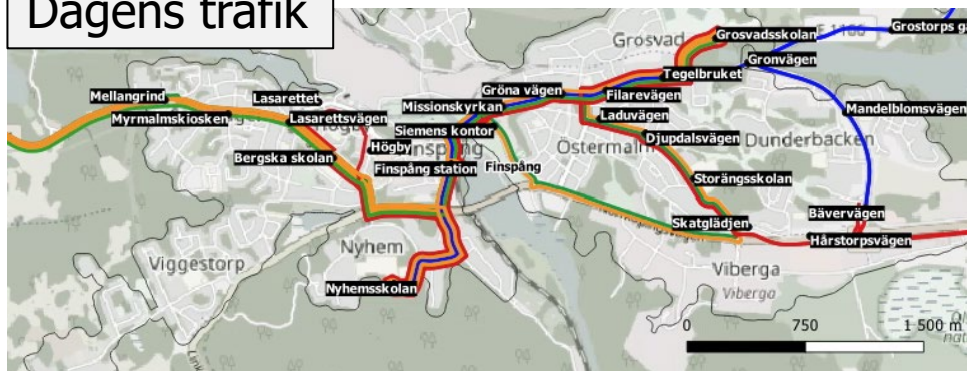 Dagens trafik
Grosvad
E 1166
Grostorps g
Grosvadsskolan
Gronvägen
Tegelbruket
Mellangrind
Lasarettet
Gröna vägen
Filarevägen
Missionskyrkan
Mandelblomsvägen
Myrmalmskiosken
Lasarettsvägen
Laduvägen
Siemens kontor
Djupdalsvägen
Dunderbacken
Högby
Östermalm
Bergska skolan
Finspång station
Finspång
Storängsskolan
Bävervägen
Skatglädjen
Hårstorpsvägen
Nyhem
Viggestorp
Viberga
Viberga
Nyhemsskolan
0 750 1 500 m